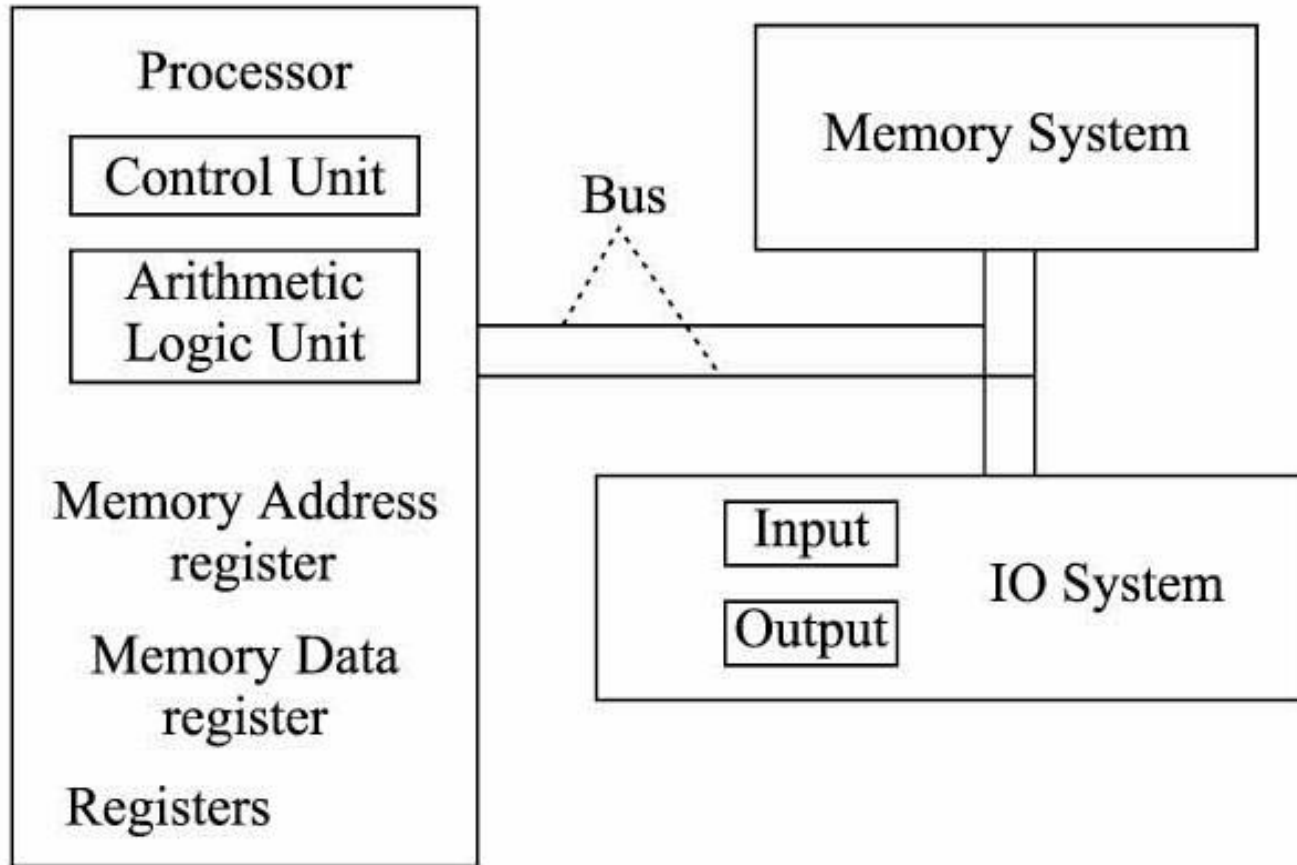 Processor
Control Unit
Arithmetic
Logic Unit
Memory Address
register
Memory Data
register
Registers
Bus
Memory System
Input
Output
IO System